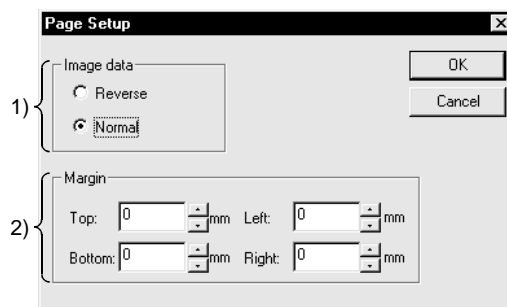 Page Setup
Image data
OK
Reverse
Cancel
1)
Normal
Margin
Top: 0 mm Left: 0 mm
2)
Bottom: 0 mm Right: 0 mm